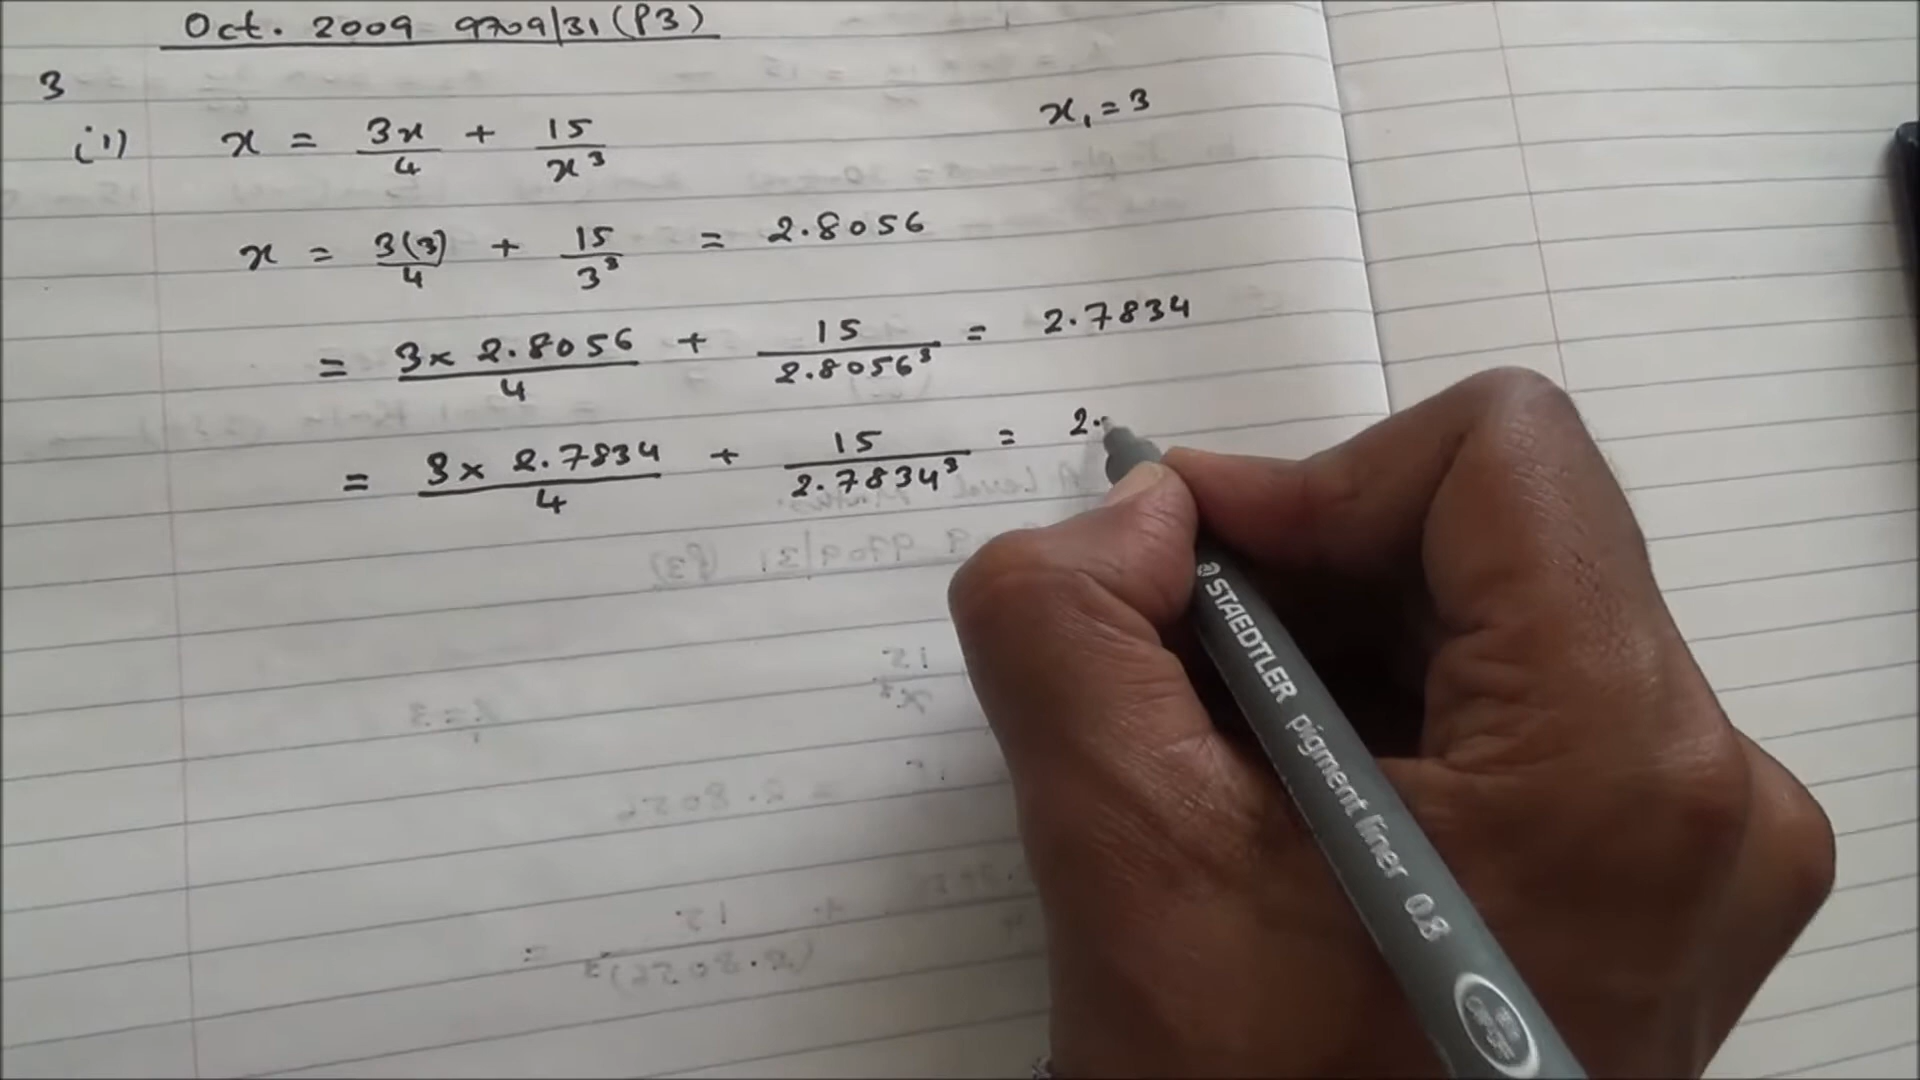 Oct. 2009 9709/31 (P3)
3
(i) x = 3x/4 + 15/x³
x₁ = 3
x = 3(3)/4 + 15/3³ = 2.8056
= 3x 2.8056/4 + 15/2.8056³ = 2.7834
= 3x 2.7834/4 + 15/2.7834³ = 2.
STAEDTLER pigment liner 0.8